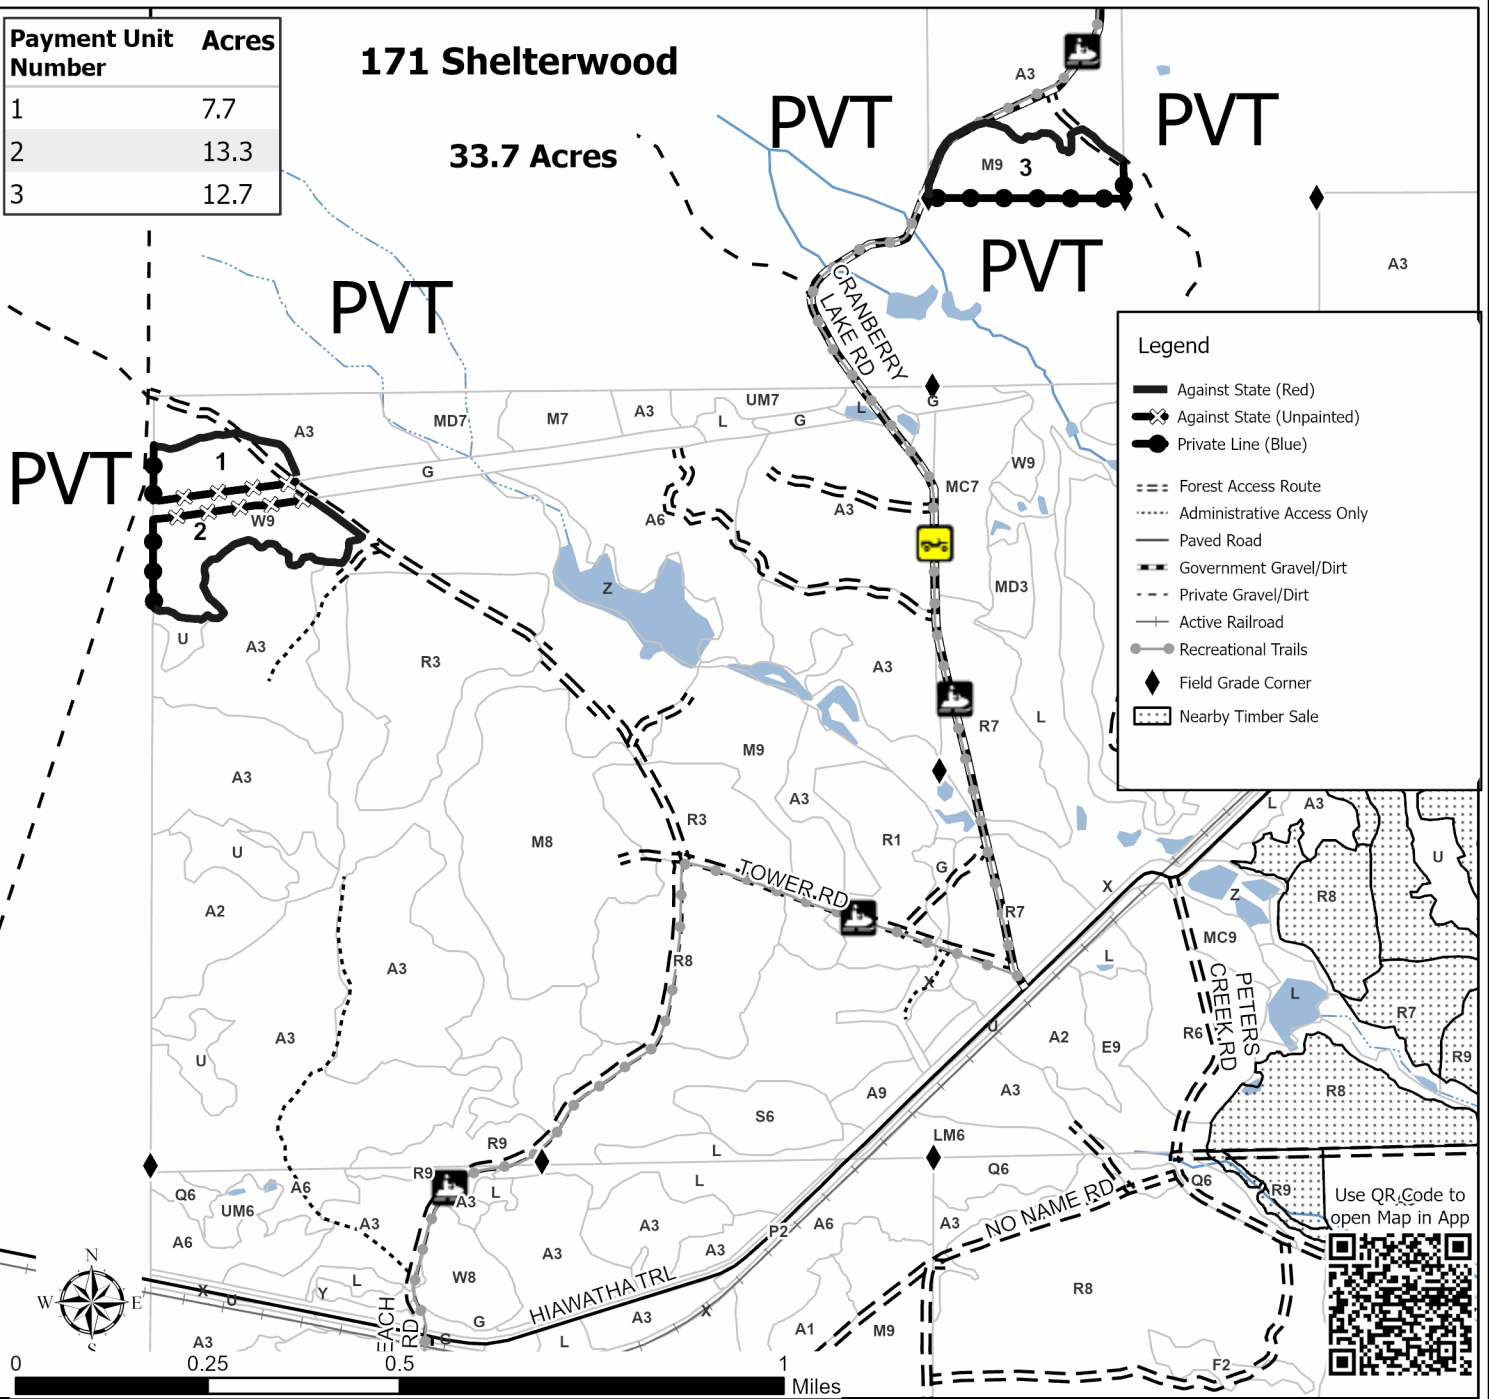 Payment Unit Number Acres
1 7.7
2 13.3
3 12.7
171 Shelterwood
33.7 Acres
PVT
PVT
A3
M9 3
PVT
A3
PVT
CRANBERRY
LAKE RD
Legend
Against State (Red)
Against State (Unpainted)
Private Line (Blue)
Forest Access Route
Administrative Access Only
Paved Road
Government Gravel/Dirt
Private Gravel/Dirt
Active Railroad
Recreational Trails
Field Grade Corner
Nearby Timber Sale
PVT
A3 MD7 M7 A3 UM7 L G L G
1 G W9
2 W9 A6 A3 MC7
Z MD3
U A3 R3 A3
M9 R7 L
A3 A3 R3 L A3
U M8 R1 G U
TOWER RD
A2 X R8 Z
R7 MC9
A3 R8 X L L
PETERS
CREEK RD
A3 U A2 E9 R6 R7
U R9
A9 A3 R8
S6
R9 L LM6
R9 Q6
Q6 A6 A3 L L Q6 R9
UM6 A3 A3 A3 NO NAME RD
A6 A3 A3 P2 A6
Use QR Code to
open Map in App
N
W E
S
X U Y L W8 R8
HIAWATHA TRL
EACH
RD
G G A3 X
A3 L A1 M9 F2
0 0.25 0.5 1
Miles